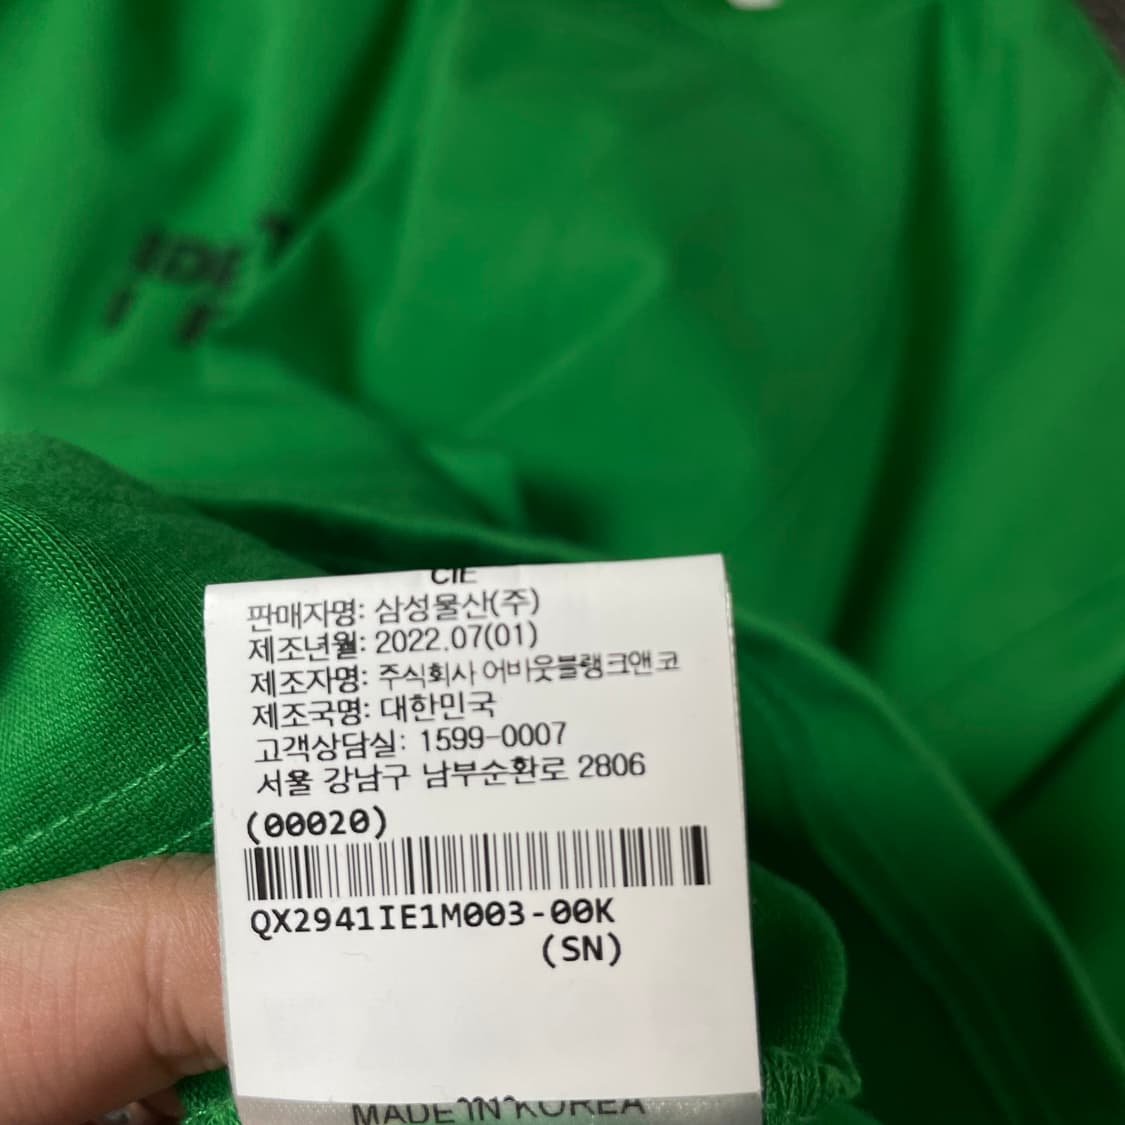 CIE
판매자명: 삼성물산(주)
제조년월: 2022.07(01)
제조자명: 주식회사 어바웃블랭크앤코
제조국명: 대한민국
고객상담실: 1599-0007
서울 강남구 남부순환로 2806
(00020)
QX2941IE1M003-00K
(SN)
MADE IN KOREA